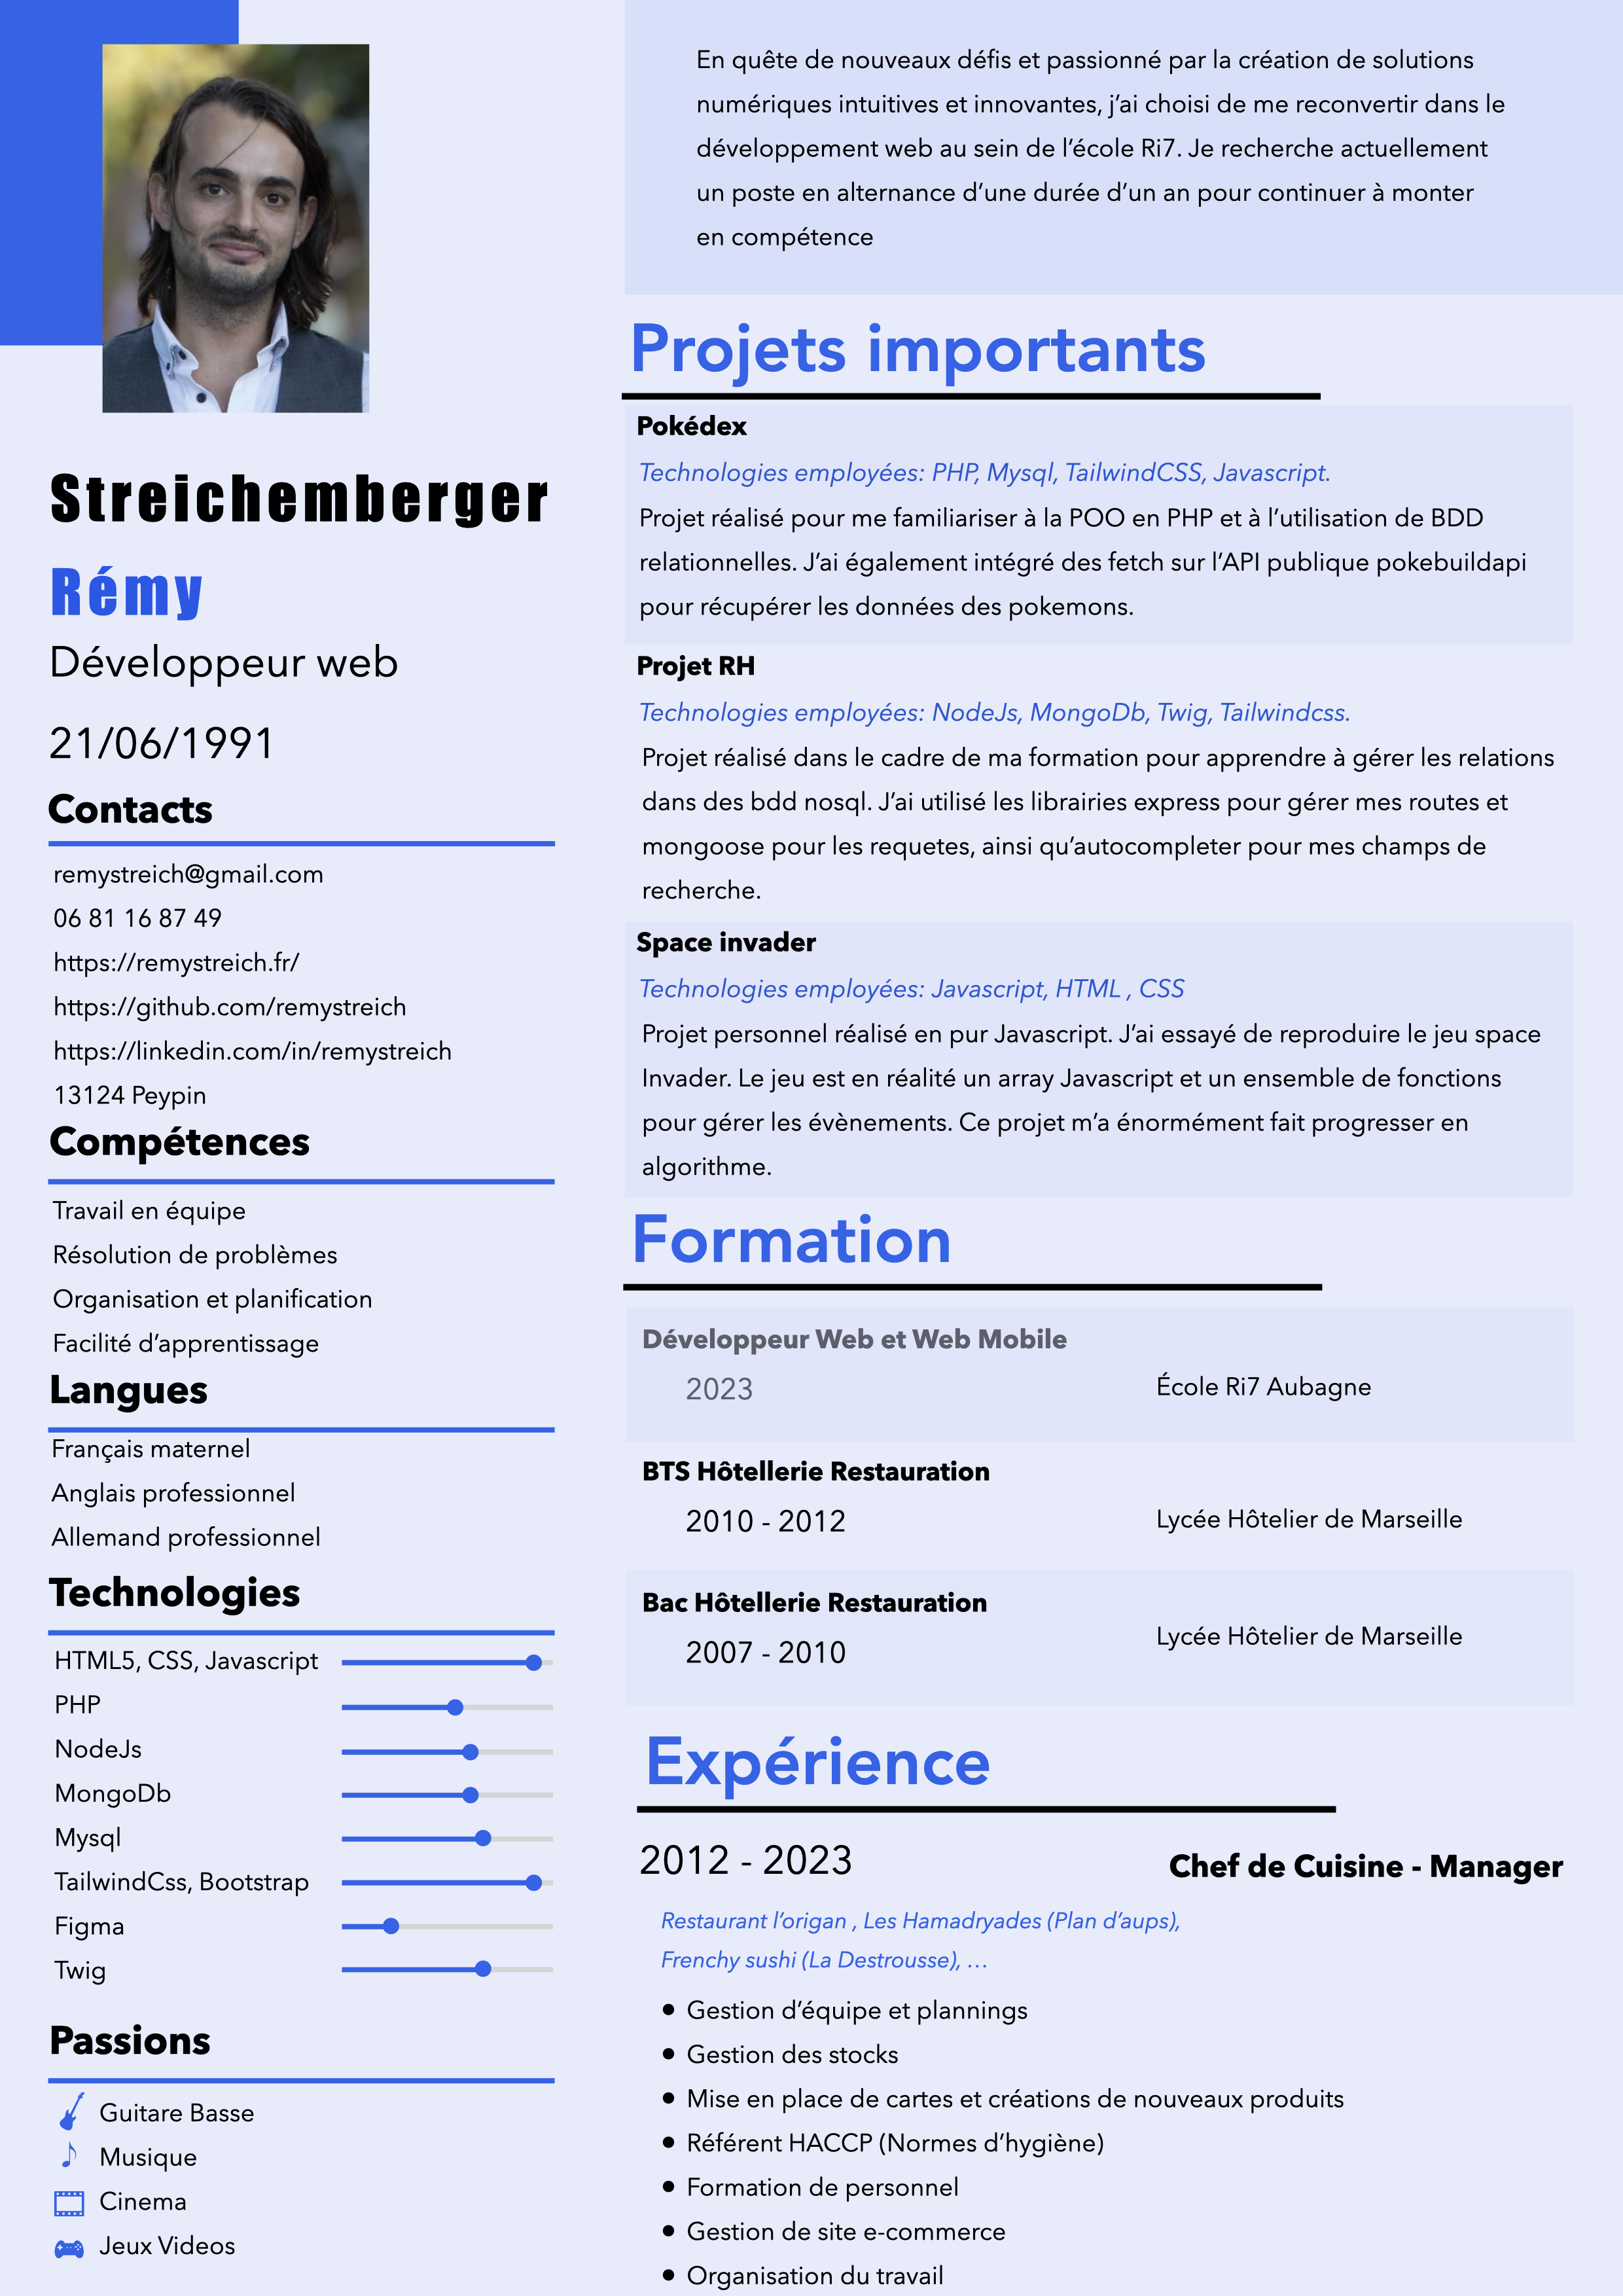 Streichemberger
Rémy
Développeur web
21/06/1991
Contacts
remystreich@gmail.com
06 81 16 87 49
https://remystreich.fr/
https://github.com/remystreich
https://linkedin.com/in/remystreich
13124 Peypin
Compétences
Travail en équipe
Résolution de problèmes
Organisation et planification
Facilité d’apprentissage
Langues
Français maternel
Anglais professionnel
Allemand professionnel
Technologies
HTML5, CSS, Javascript
PHP
NodeJs
MongoDb
Mysql
TailwindCss, Bootstrap
Figma
Twig
Passions
Guitare Basse
Musique
Cinema
Jeux Videos
En quête de nouveaux défis et passionné par la création de solutions
numériques intuitives et innovantes, j’ai choisi de me reconvertir dans le
développement web au sein de l’école Ri7. Je recherche actuellement
un poste en alternance d’une durée d’un an pour continuer à monter
en compétence
Projets importants
Pokédex
Technologies employées: PHP, Mysql, TailwindCSS, Javascript.
Projet réalisé pour me familiariser à la POO en PHP et à l’utilisation de BDD
relationnelles. J’ai également intégré des fetch sur l’API publique pokebuildapi
pour récupérer les données des pokemons.
Projet RH
Technologies employées: NodeJs, MongoDb, Twig, Tailwindcss.
Projet réalisé dans le cadre de ma formation pour apprendre à gérer les relations
dans des bdd nosql. J’ai utilisé les librairies express pour gérer mes routes et
mongoose pour les requetes, ainsi qu’autocompleter pour mes champs de
recherche.
Space invader
Technologies employées: Javascript, HTML , CSS
Projet personnel réalisé en pur Javascript. J’ai essayé de reproduire le jeu space
Invader. Le jeu est en réalité un array Javascript et un ensemble de fonctions
pour gérer les évènements. Ce projet m’a énormément fait progresser en
algorithme.
Formation
Développeur Web et Web Mobile
2023 École Ri7 Aubagne
BTS Hôtellerie Restauration
2010 - 2012 Lycée Hôtelier de Marseille
Bac Hôtellerie Restauration
2007 - 2010 Lycée Hôtelier de Marseille
Expérience
2012 - 2023 Chef de Cuisine - Manager
Restaurant l’origan , Les Hamadryades (Plan d’aups),
Frenchy sushi (La Destrousse), …
● Gestion d’équipe et plannings
● Gestion des stocks
● Mise en place de cartes et créations de nouveaux produits
● Référent HACCP (Normes d’hygiène)
● Formation de personnel
● Gestion de site e-commerce
● Organisation du travail